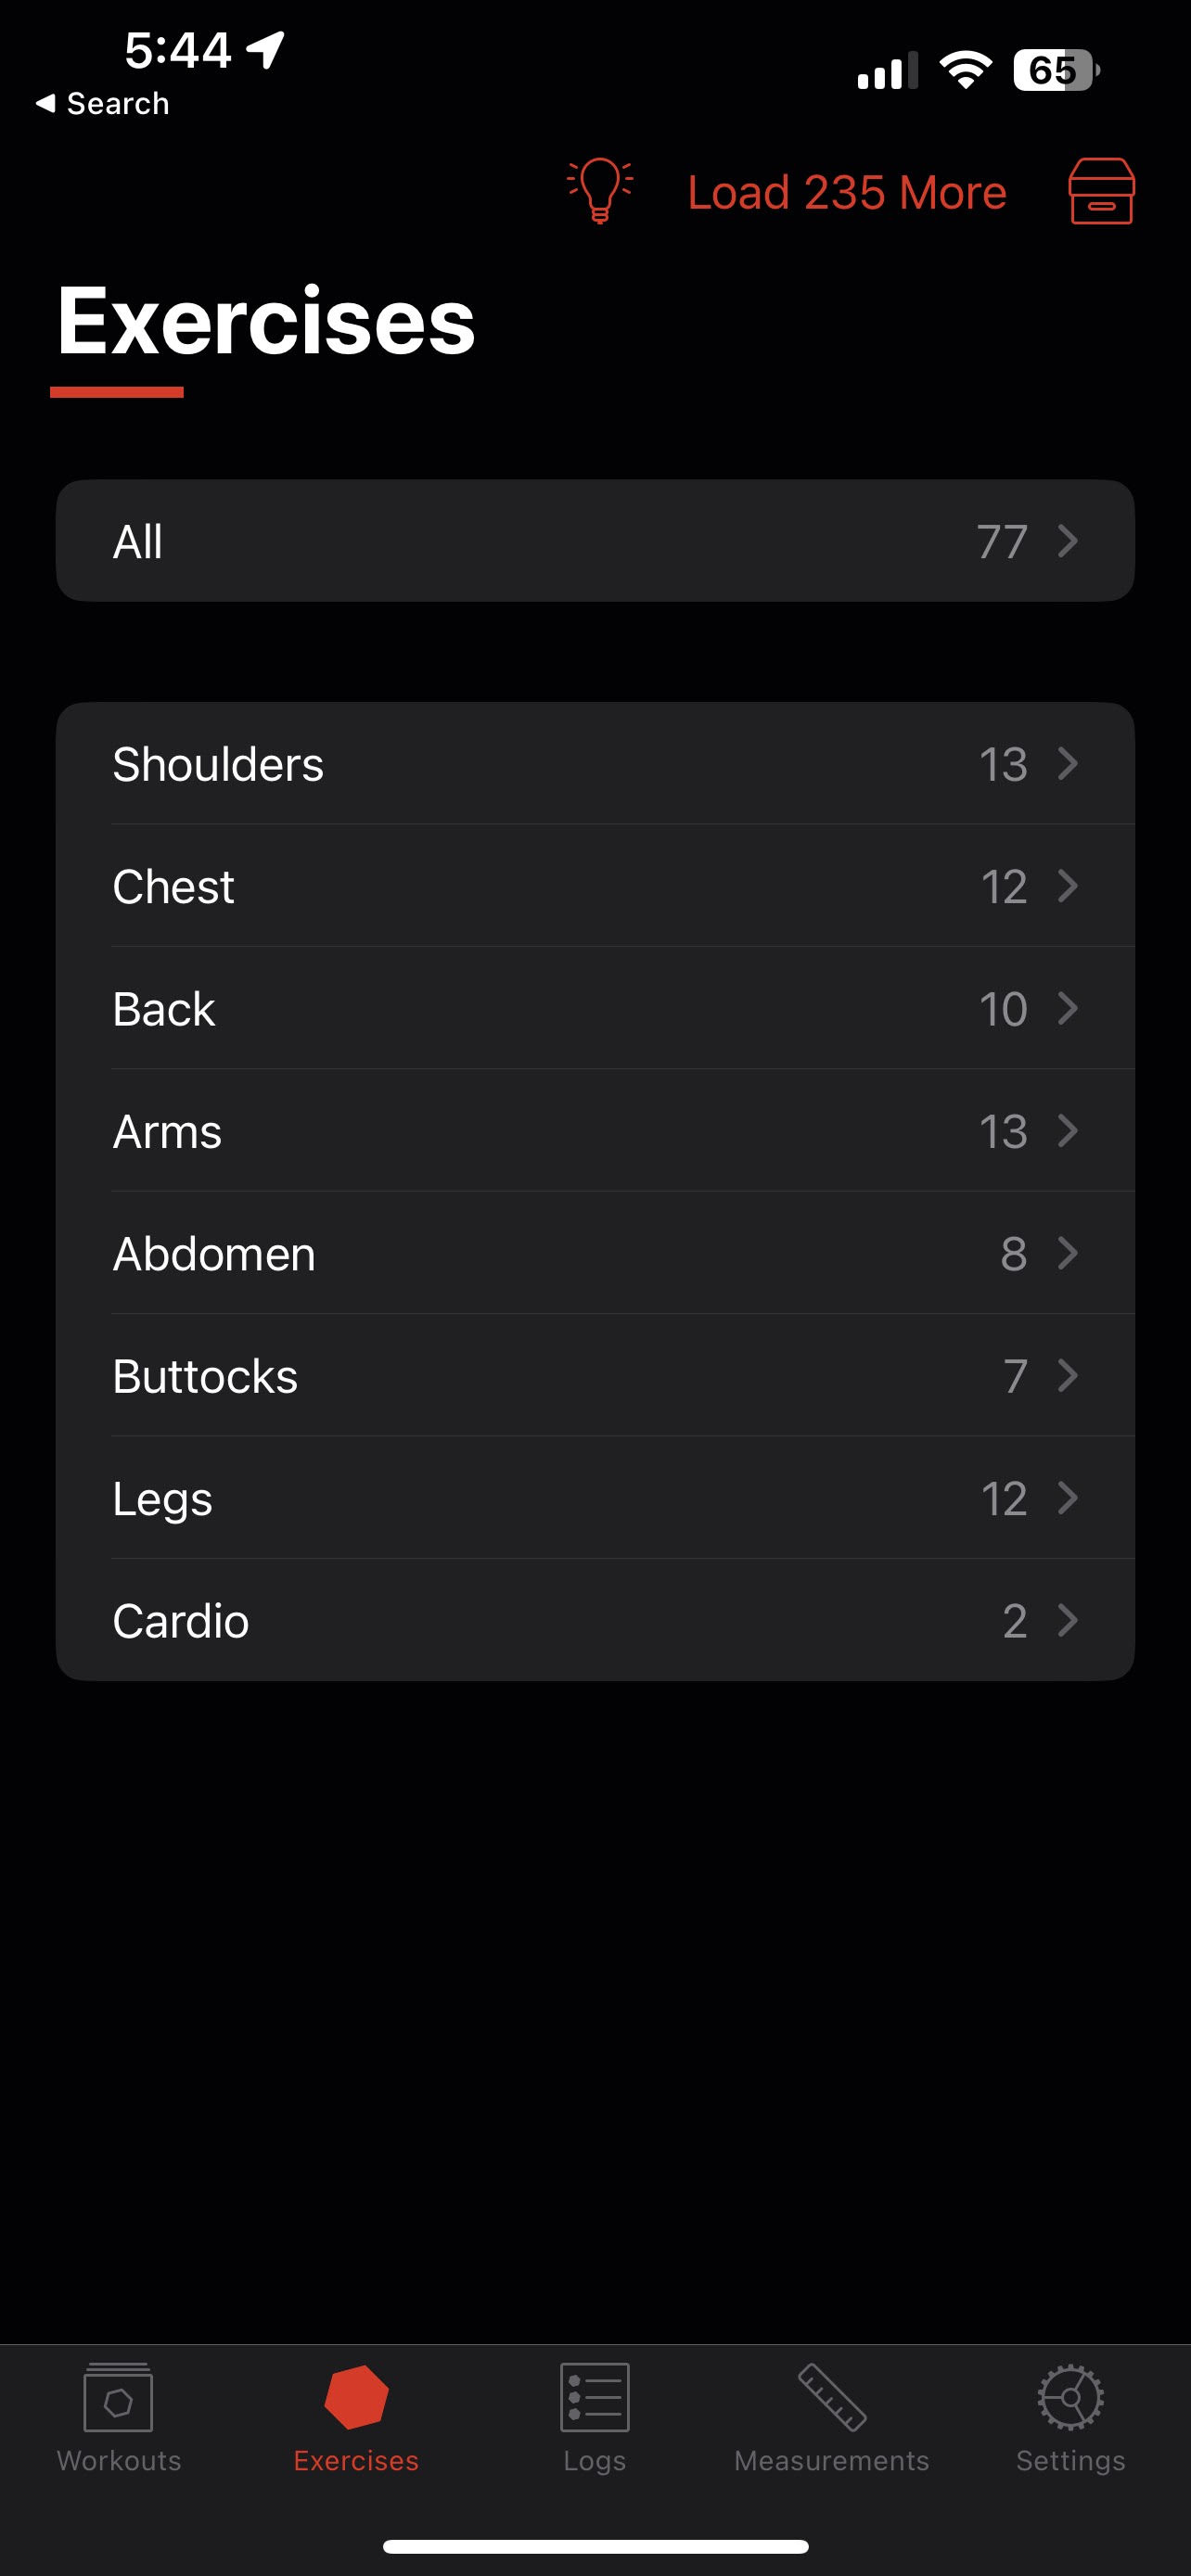 5:44
65
◀ Search
Load 235 More
Exercises
All 77
Shoulders 13
Chest 12
Back 10
Arms 13
Abdomen 8
Buttocks 7
Legs 12
Cardio 2
Workouts Exercises Logs Measurements Settings